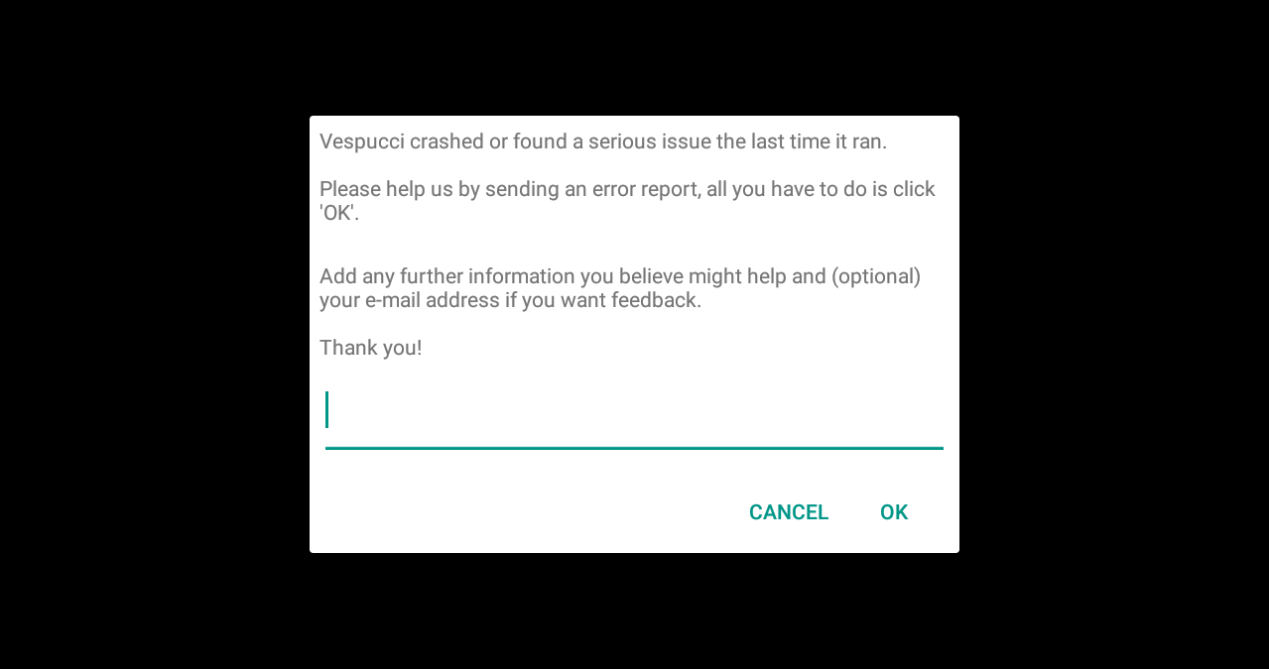 Vespucci crashed or found a serious issue the last time it ran.
Please help us by sending an error report, all you have to do is click
'OK'.
Add any further information you believe might help and (optional)
your e-mail address if you want feedback.
Thank you!
CANCEL OK